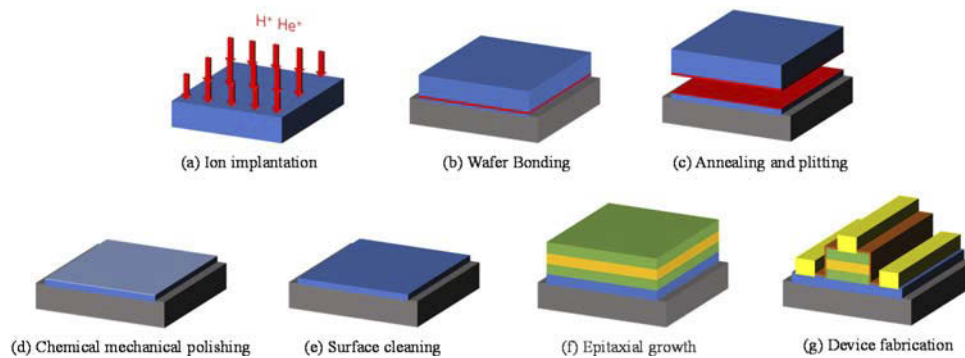 H⁺ He⁺
(a) Ion implantation
(b) Wafer Bonding
(c) Annealing and plitting
(d) Chemical mechanical polishing
(e) Surface cleaning
(f) Epitaxial growth
(g) Device fabrication